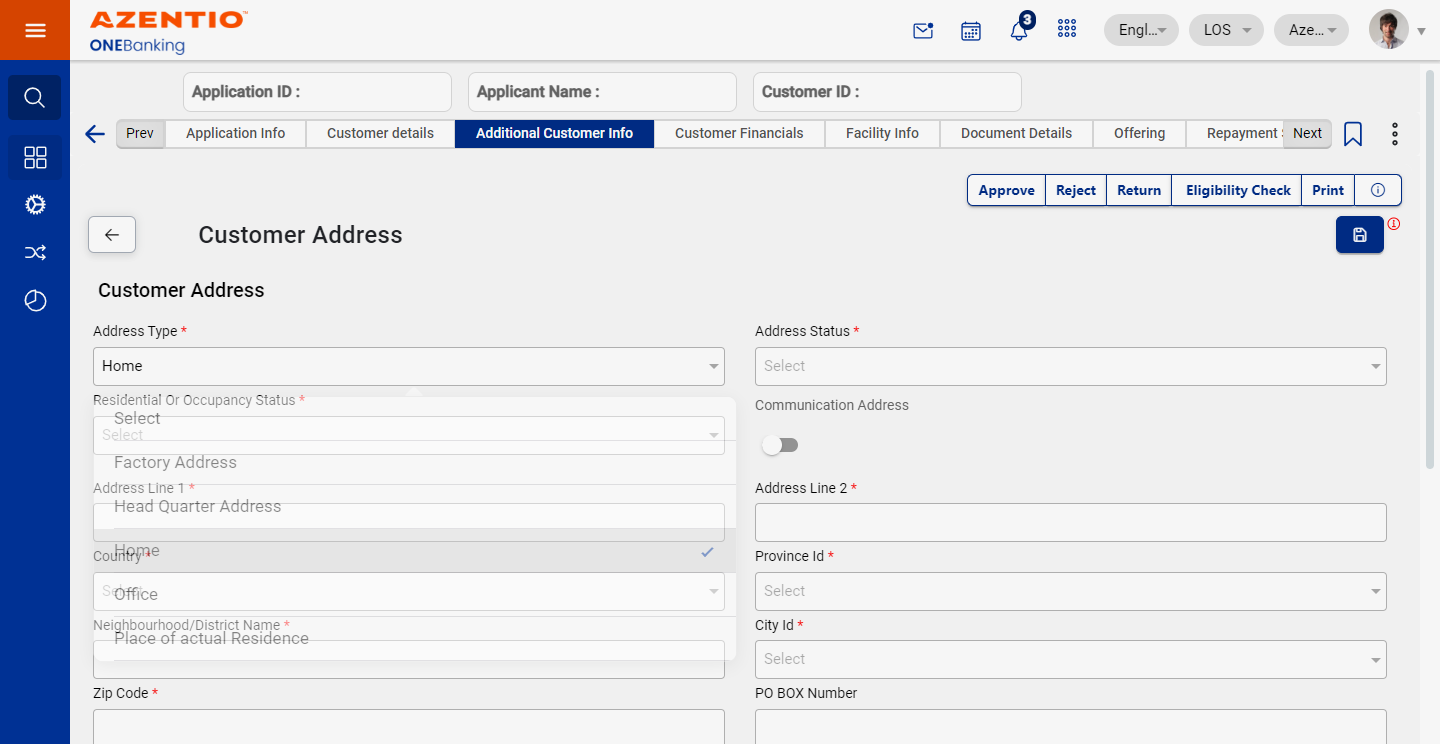 AZENTIO™
ONEBanking
3
Engl...
LOS
Aze...
Application ID :
Applicant Name :
Customer ID :
Prev
Application Info
Customer details
Additional Customer Info
Customer Financials
Facility Info
Document Details
Offering
Repayment
Next
Approve
Reject
Return
Eligibility Check
Print
Customer Address
Customer Address
Address Type *
Address Status *
Home
Select
Residential Or Occupancy Status *
Communication Address
Select
Select
Factory Address
Address Line 1 *
Address Line 2 *
Head Quarter Address
Home
Country *
Province Id *
Select
Office
Select
Neighbourhood/District Name *
City Id *
Place of actual Residence
Select
Zip Code *
PO BOX Number